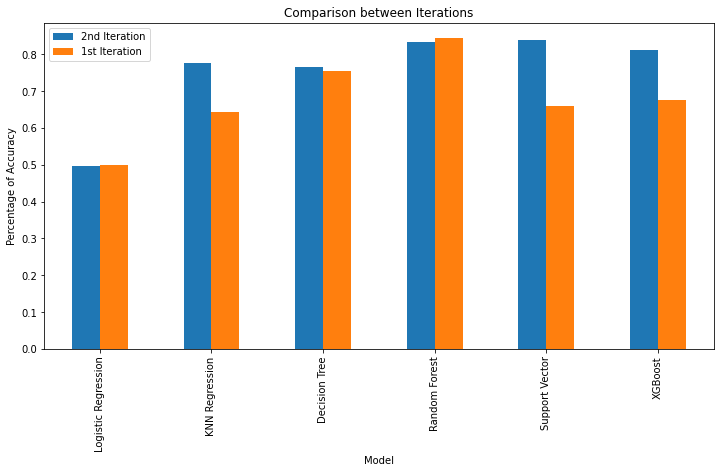 Comparison between Iterations
2nd Iteration
1st Iteration
Percentage of Accuracy
0.8
0.7
0.6
0.5
0.4
0.3
0.2
0.1
0.0
Logistic Regression
KNN Regression
Decision Tree
Random Forest
Support Vector
XGBoost
Model